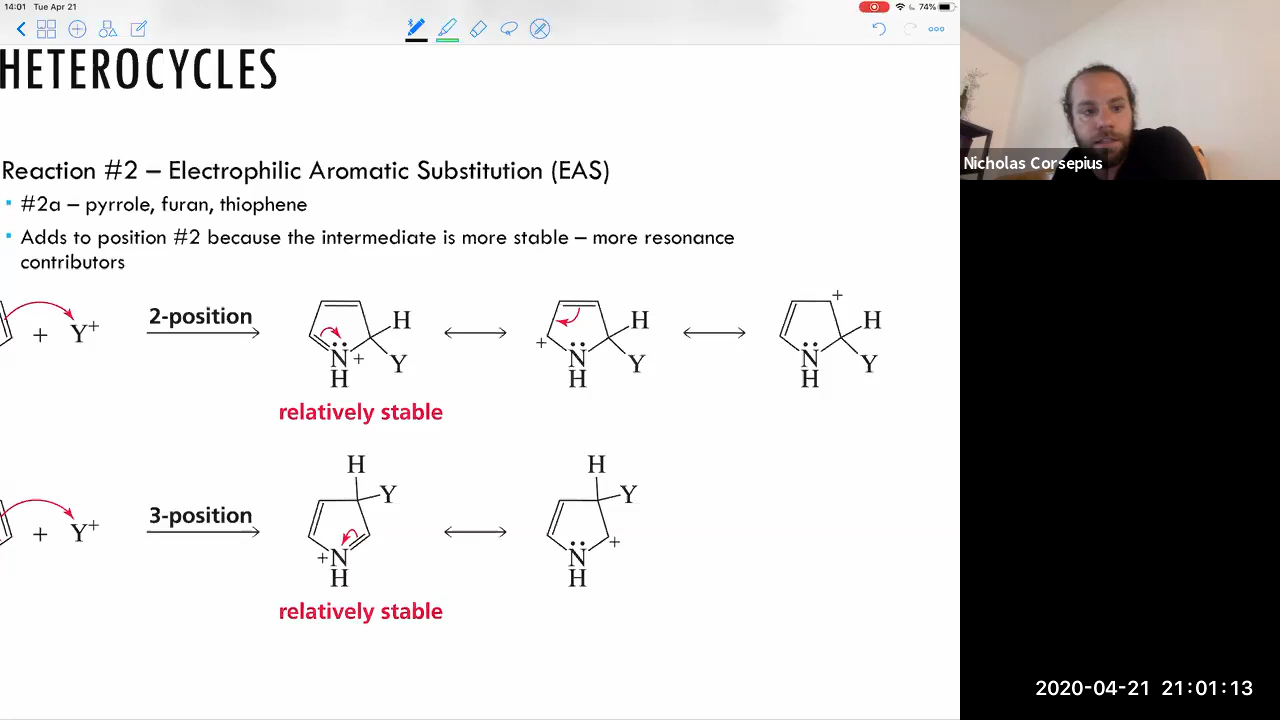 14:01 Tue Apr 21
74%
HETEROCYCLES
Nicholas Corsepius
Reaction #2 – Electrophilic Aromatic Substitution (EAS)
#2a – pyrrole, furan, thiophene
Adds to position #2 because the intermediate is more stable – more resonance
contributors
+ Y+ 2-position N H + H Y + N H H Y + N H H Y
relatively stable
+ Y+ 3-position H Y + N H H Y + N H
relatively stable
2020-04-21 21:01:13